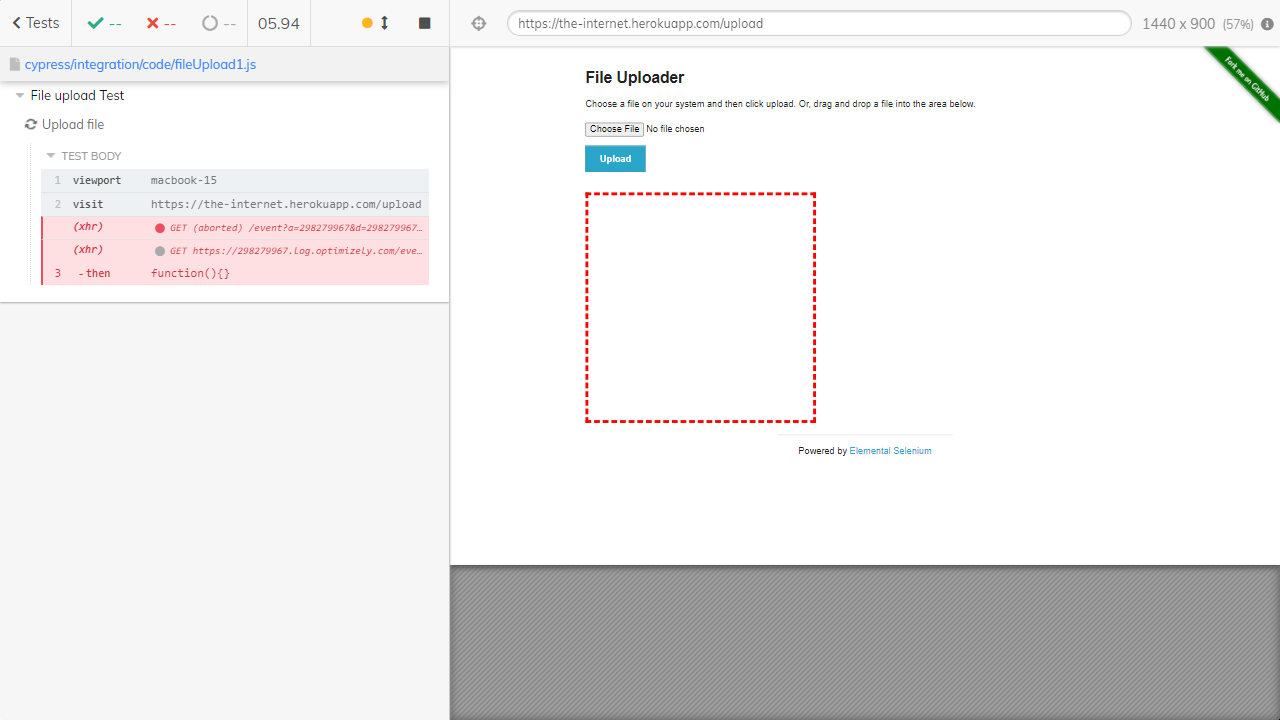 Tests -- -- -- 05.94
https://the-internet.herokuapp.com/upload 1440 x 900 (57%)
cypress/integration/code/fileUpload1.js
File upload Test
Upload file
TEST BODY
1 viewport macbook-15
2 visit https://the-internet.herokuapp.com/upload
(xhr) GET (aborted) /event?a=298279967&d=298279967...
(xhr) GET https://298279967.log.optimizely.com/eve...
3 -then function(){}
Fork me on GitHub
File Uploader
Choose a file on your system and then click upload. Or, drag and drop a file into the area below.
Choose File No file chosen
Upload
Powered by Elemental Selenium